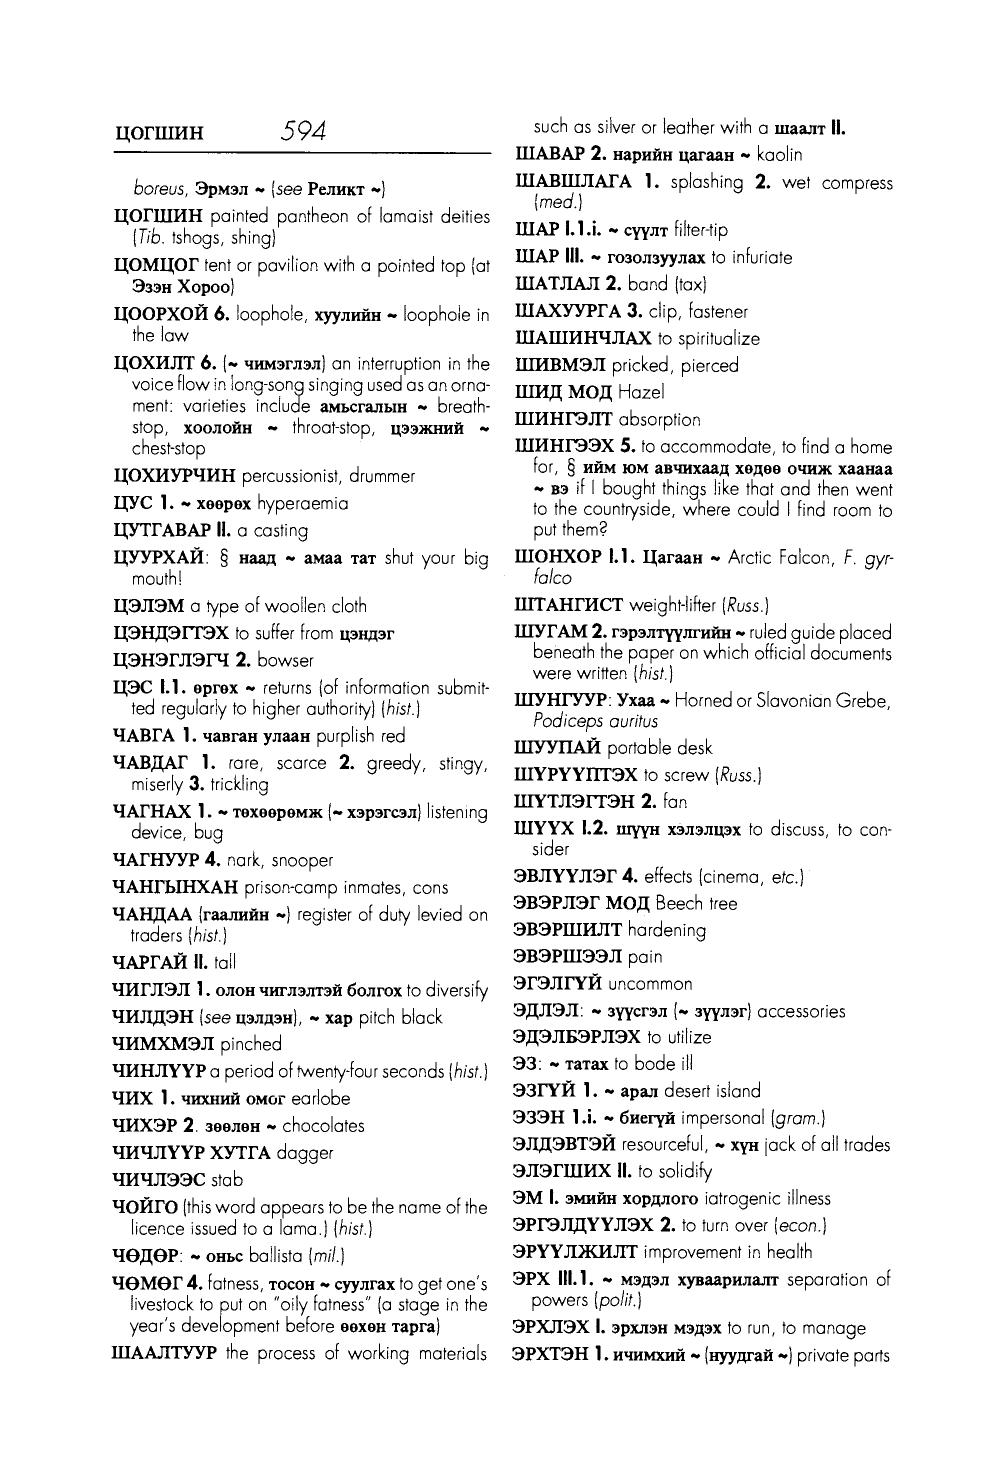 ЦОГШИН 594
boreus, Эрмэл ~ (see Реликт ~)
ЦОГШИН painted pantheon of lamaist deities
(Tib. tshogs, shing)
ЦОМЦОГ tent or pavilion with a pointed top (at
Эзэн Хороо)
ЦООРХОЙ 6. loophole, хуулийн ~ loophole in
the law
ЦОХИЛТ 6. (~ чимэглэл) an interruption in the
voice flow in long-song singing used as an orna-
ment: varieties include амьсгалын ~ breath-
stop, хоолойн ~ throat-stop, цээжний ~
chest-stop
ЦОХИУРЧИН percussionist, drummer
ЦУС 1. ~ хөөрөх hyperaemia
ЦУТГАВАР II. a casting
ЦУУРХАЙ: § наад ~ амаа тат shut your big
mouth!
ЦЭЛЭМ a type of woollen cloth
ЦЭНДЭГТЭХ to suffer from цэндэг
ЦЭНЭГЛЭГЧ 2. bowser
ЦЭС I.1. өргөх ~ returns (of information submit-
ted regularly to higher authority) (hist.)
ЧАВГА 1. чавган улаан purplish red
ЧАВДАГ 1. rare, scarce 2. greedy, stingy,
miserly 3. trickling
ЧАГНАХ 1. ~ төхөөрөмж (~ хэрэгсэл) listening
device, bug
ЧАГНУУР 4. nark, snooper
ЧАНГЫНХАН prison-camp inmates, cons
ЧАНДАА (гаалийн ~) register of duty levied on
traders (hist.)
ЧАРГАЙ II. tall
ЧИГЛЭЛ 1. олон чиглэлтэй болгох to diversify
ЧИЛДЭН (see цэлдэн), ~ хар pitch black
ЧИМХМЭЛ pinched
ЧИНЛҮҮР a period of twenty-four seconds (hist.)
ЧИХ 1. чихний омог earlobe
ЧИХЭР 2. зөөлөн ~ chocolates
ЧИЧЛҮҮР ХУТГА dagger
ЧИЧЛЭЭС stab
ЧОЙГО (this word appears to be the name of the
licence issued to a lama.) (hist.)
ЧӨДӨР: ~ оньс ballista (mil.)
ЧӨМӨГ 4. fatness, тосон ~ суулгах to get one's
livestock to put on "oily fatness" (a stage in the
year's development before өөхөн тарга)
ШААЛТУУР the process of working materials
such as silver or leather with a шаалт II.
ШАВАР 2. нарийн цагаан ~ kaolin
ШАВШЛАГА 1. splashing 2. wet compress
(med.)
ШАР I.1.i. ~ сүүлт filter-tip
ШАР III. ~ гозолзуулах to infuriate
ШАТЛАЛ 2. band (tax)
ШАХУУРГА 3. clip, fastener
ШАШИНЧЛАХ to spiritualize
ШИВМЭЛ pricked, pierced
ШИД МОД Hazel
ШИНГЭЛТ absorption
ШИНГЭЭХ 5. to accommodate, to find a home
for, § ийм юм авчихаад хөдөө очиж хаанаа
~ вэ if I bought things like that and then went
to the countryside, where could I find room to
put them?
ШОНХОР I.1. Цагаан ~ Arctic Falcon, F. gyr-
falco
ШТАНГИСТ weight-lifter (Russ.)
ШУГАМ 2. гэрэлтүүлгийн ~ ruled guide placed
beneath the paper on which official documents
were written (hist.)
ШУНГУУР: Ухаа ~ Horned or Slavonian Grebe,
Podiceps auritus
ШУУПАЙ portable desk
ШҮРҮҮПТЭХ to screw (Russ.)
ШҮТЛЭГТЭН 2. fan
ШҮҮХ I.2. шүүн хэлэлцэх to discuss, to con-
sider
ЭВЛҮҮЛЭГ 4. effects (cinema, etc.)
ЭВЭРЛЭГ МОД Beech tree
ЭВЭРШИЛТ hardening
ЭВЭРШЭЭЛ pain
ЭГЭЛГҮЙ uncommon
ЭДЛЭЛ: ~ зүүсгэл (~ зүүлэг) accessories
ЭДЭЛБЭРЛЭХ to utilize
ЭЗ: ~ татах to bode ill
ЭЗГҮЙ 1. ~ арал desert island
ЭЗЭН 1.i. ~ биегүй impersonal (gram.)
ЭЛДЭВТЭЙ resourceful, ~ хүн jack of all trades
ЭЛЭГШИХ II. to solidify
ЭМ I. эмийн хордлого iatrogenic illness
ЭРГЭЛДҮҮЛЭХ 2. to turn over (econ.)
ЭРҮҮЛЖИЛТ improvement in health
ЭРХ III.1. ~ мэдэл хуваарилалт separation of
powers (polit.)
ЭРХЛЭХ I. эрхлэн мэдэх to run, to manage
ЭРХТЭН 1. ичимхий ~ (нуудгай ~) private parts